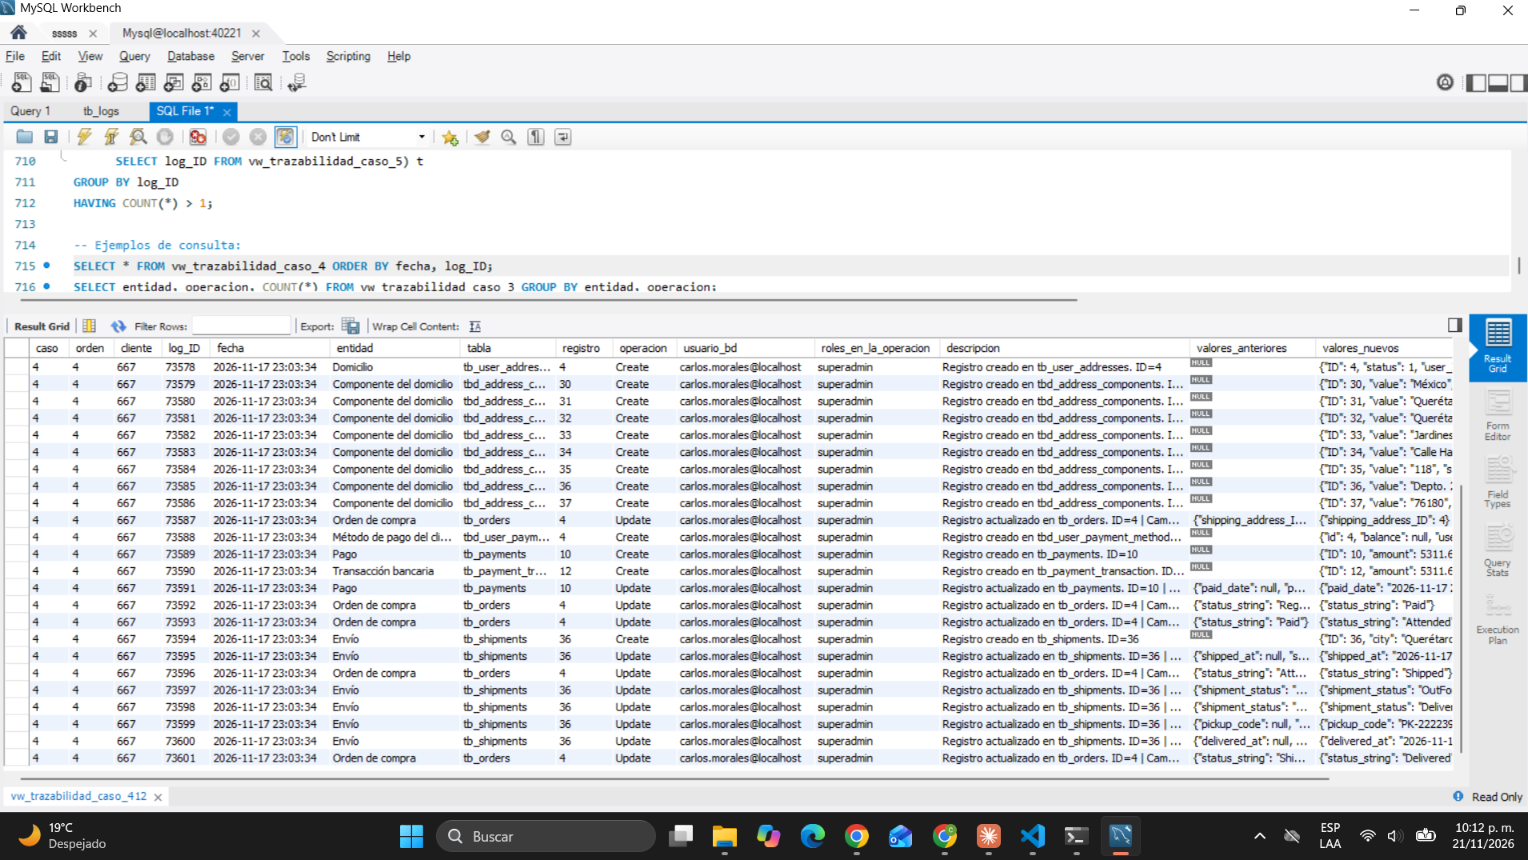 MySQL Workbench
sssss
Mysql@localhost:40221
File Edit View Query Database Server Tools Scripting Help
Query 1 tb_logs SQL File 1*
Don't Limit
710 SELECT log_ID FROM vw_trazabilidad_caso_5) t
711 GROUP BY log_ID
712 HAVING COUNT(*) > 1;
713
714 -- Ejemplos de consulta:
715 SELECT * FROM vw_trazabilidad_caso_4 ORDER BY fecha, log_ID;
716 SELECT entidad, operacion, COUNT(*) FROM vw_trazabilidad_caso_3 GROUP BY entidad, operacion;
Result Grid Filter Rows: Export: Wrap Cell Content:
caso orden cliente log_ID fecha entidad tabla registro operacion usuario_bd roles_en_la_operacion descripcion valores_anteriores valores_nuevos
4 4 667 73578 2026-11-17 23:03:34 Domicilio tb_user_addres... 4 Create carlos.morales@localhost superadmin Registro creado en tb_user_addresses. ID=4 NULL {"ID": 4, "status": 1, "user_
4 4 667 73579 2026-11-17 23:03:34 Componente del domicilio tbd_address_c... 30 Create carlos.morales@localhost superadmin Registro creado en tbd_address_components. I... NULL {"ID": 30, "value": "México",
4 4 667 73580 2026-11-17 23:03:34 Componente del domicilio tbd_address_c... 31 Create carlos.morales@localhost superadmin Registro creado en tbd_address_components. I... NULL {"ID": 31, "value": "Queréta
4 4 667 73581 2026-11-17 23:03:34 Componente del domicilio tbd_address_c... 32 Create carlos.morales@localhost superadmin Registro creado en tbd_address_components. I... NULL {"ID": 32, "value": "Queréta
4 4 667 73582 2026-11-17 23:03:34 Componente del domicilio tbd_address_c... 33 Create carlos.morales@localhost superadmin Registro creado en tbd_address_components. I... NULL {"ID": 33, "value": "Jardines
4 4 667 73583 2026-11-17 23:03:34 Componente del domicilio tbd_address_c... 34 Create carlos.morales@localhost superadmin Registro creado en tbd_address_components. I... NULL {"ID": 34, "value": "Calle Ha
4 4 667 73584 2026-11-17 23:03:34 Componente del domicilio tbd_address_c... 35 Create carlos.morales@localhost superadmin Registro creado en tbd_address_components. I... NULL {"ID": 35, "value": "118", "s
4 4 667 73585 2026-11-17 23:03:34 Componente del domicilio tbd_address_c... 36 Create carlos.morales@localhost superadmin Registro creado en tbd_address_components. I... NULL {"ID": 36, "value": "Depto. 
4 4 667 73586 2026-11-17 23:03:34 Componente del domicilio tbd_address_c... 37 Create carlos.morales@localhost superadmin Registro creado en tbd_address_components. I... NULL {"ID": 37, "value": "76180",
4 4 667 73587 2026-11-17 23:03:34 Orden de compra tb_orders 4 Update carlos.morales@localhost superadmin Registro actualizado en tb_orders. ID=4 | Cam... {"shipping_address_I... {"shipping_address_ID": 4}
4 4 667 73588 2026-11-17 23:03:34 Método de pago del cli... tbd_user_paym... 4 Create carlos.morales@localhost superadmin Registro creado en tbd_user_payment_method... NULL {"id": 4, "balance": null, "use
4 4 667 73589 2026-11-17 23:03:34 Pago tb_payments 10 Create carlos.morales@localhost superadmin Registro creado en tb_payments. ID=10 NULL {"ID": 10, "amount": 5311.6
4 4 667 73590 2026-11-17 23:03:34 Transacción bancaria tb_payment_tr... 12 Create carlos.morales@localhost superadmin Registro creado en tb_payment_transaction. ID... NULL {"ID": 12, "amount": 5311.6
4 4 667 73591 2026-11-17 23:03:34 Pago tb_payments 10 Update carlos.morales@localhost superadmin Registro actualizado en tb_payments. ID=10 | ... {"paid_date": null, "p... {"paid_date": "2026-11-17
4 4 667 73592 2026-11-17 23:03:34 Orden de compra tb_orders 4 Update carlos.morales@localhost superadmin Registro actualizado en tb_orders. ID=4 | Cam... {"status_string": "Reg... {"status_string": "Paid"}
4 4 667 73593 2026-11-17 23:03:34 Orden de compra tb_orders 4 Update carlos.morales@localhost superadmin Registro actualizado en tb_orders. ID=4 | Cam... {"status_string": "Paid"} {"status_string": "Attended"
4 4 667 73594 2026-11-17 23:03:34 Envío tb_shipments 36 Create carlos.morales@localhost superadmin Registro creado en tb_shipments. ID=36 NULL {"ID": 36, "city": "Querétarc
4 4 667 73595 2026-11-17 23:03:34 Envío tb_shipments 36 Update carlos.morales@localhost superadmin Registro actualizado en tb_shipments. ID=36 | ... {"shipped_at": null, "s... {"shipped_at": "2026-11-17
4 4 667 73596 2026-11-17 23:03:34 Orden de compra tb_orders 4 Update carlos.morales@localhost superadmin Registro actualizado en tb_orders. ID=4 | Cam... {"status_string": "Att... {"status_string": "Shipped"}
4 4 667 73597 2026-11-17 23:03:34 Envío tb_shipments 36 Update carlos.morales@localhost superadmin Registro actualizado en tb_shipments. ID=36 | ... {"shipment_status": "... {"shipment_status": "OutFo
4 4 667 73598 2026-11-17 23:03:34 Envío tb_shipments 36 Update carlos.morales@localhost superadmin Registro actualizado en tb_shipments. ID=36 | ... {"shipment_status": "... {"shipment_status": "Deliver
4 4 667 73599 2026-11-17 23:03:34 Envío tb_shipments 36 Update carlos.morales@localhost superadmin Registro actualizado en tb_shipments. ID=36 | ... {"pickup_code": null, "... {"pickup_code": "PK-222239
4 4 667 73600 2026-11-17 23:03:34 Envío tb_shipments 36 Update carlos.morales@localhost superadmin Registro actualizado en tb_shipments. ID=36 | ... {"delivered_at": null, ... {"delivered_at": "2026-11-1
4 4 667 73601 2026-11-17 23:03:34 Orden de compra tb_orders 4 Update carlos.morales@localhost superadmin Registro actualizado en tb_orders. ID=4 | Cam... {"status_string": "Shi... {"status_string": "Delivered"
Result Grid
Form Editor
Field Types
Query Stats
Execution Plan
vw_trazabilidad_caso_412
Read Only
19°C
Despejado
Buscar
ESP
LAA
10:12 p. m.
21/11/2026